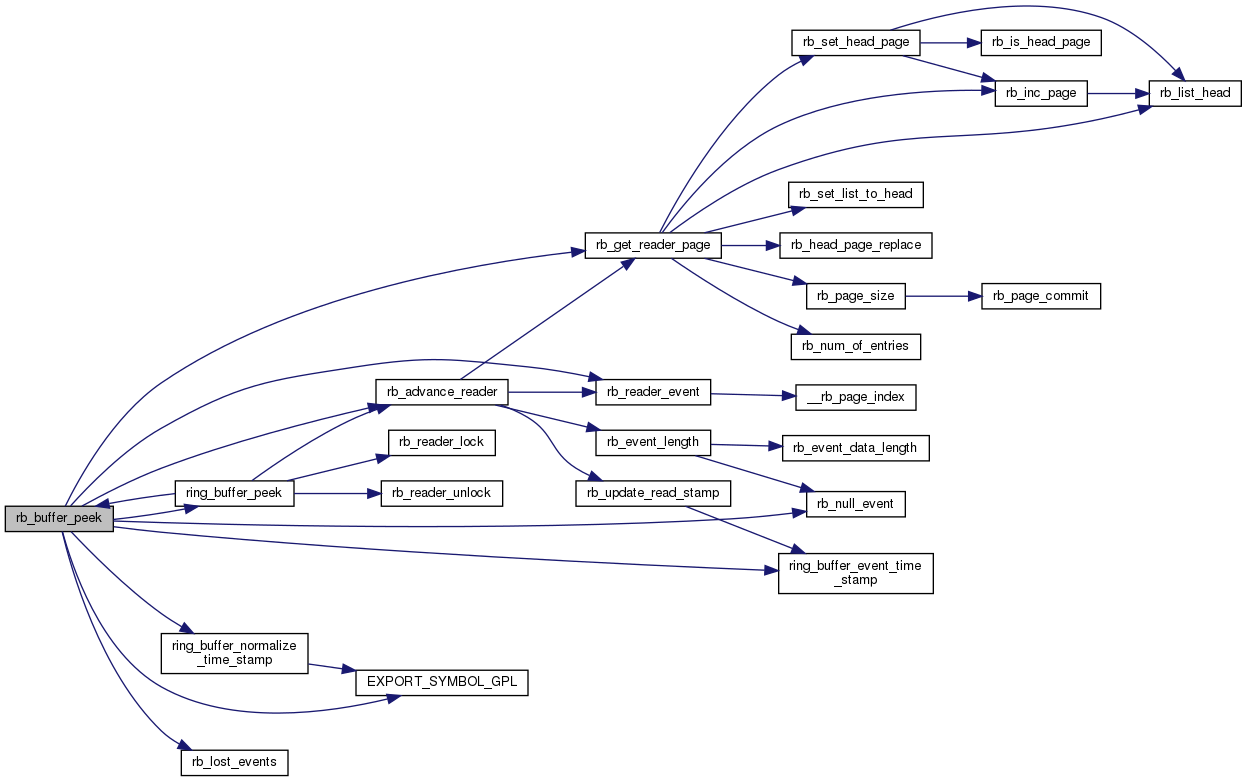 rb_set_head_page
rb_is_head_page
rb_inc_page
rb_list_head
rb_set_list_to_head
rb_get_reader_page
rb_head_page_replace
rb_page_size
rb_page_commit
rb_num_of_entries
rb_advance_reader
rb_reader_event
__rb_page_index
rb_reader_lock
rb_event_length
rb_event_data_length
ring_buffer_peek
rb_reader_unlock
rb_update_read_stamp
rb_null_event
rb_buffer_peek
ring_buffer_event_time
_stamp
ring_buffer_normalize
_time_stamp
EXPORT_SYMBOL_GPL
rb_lost_events